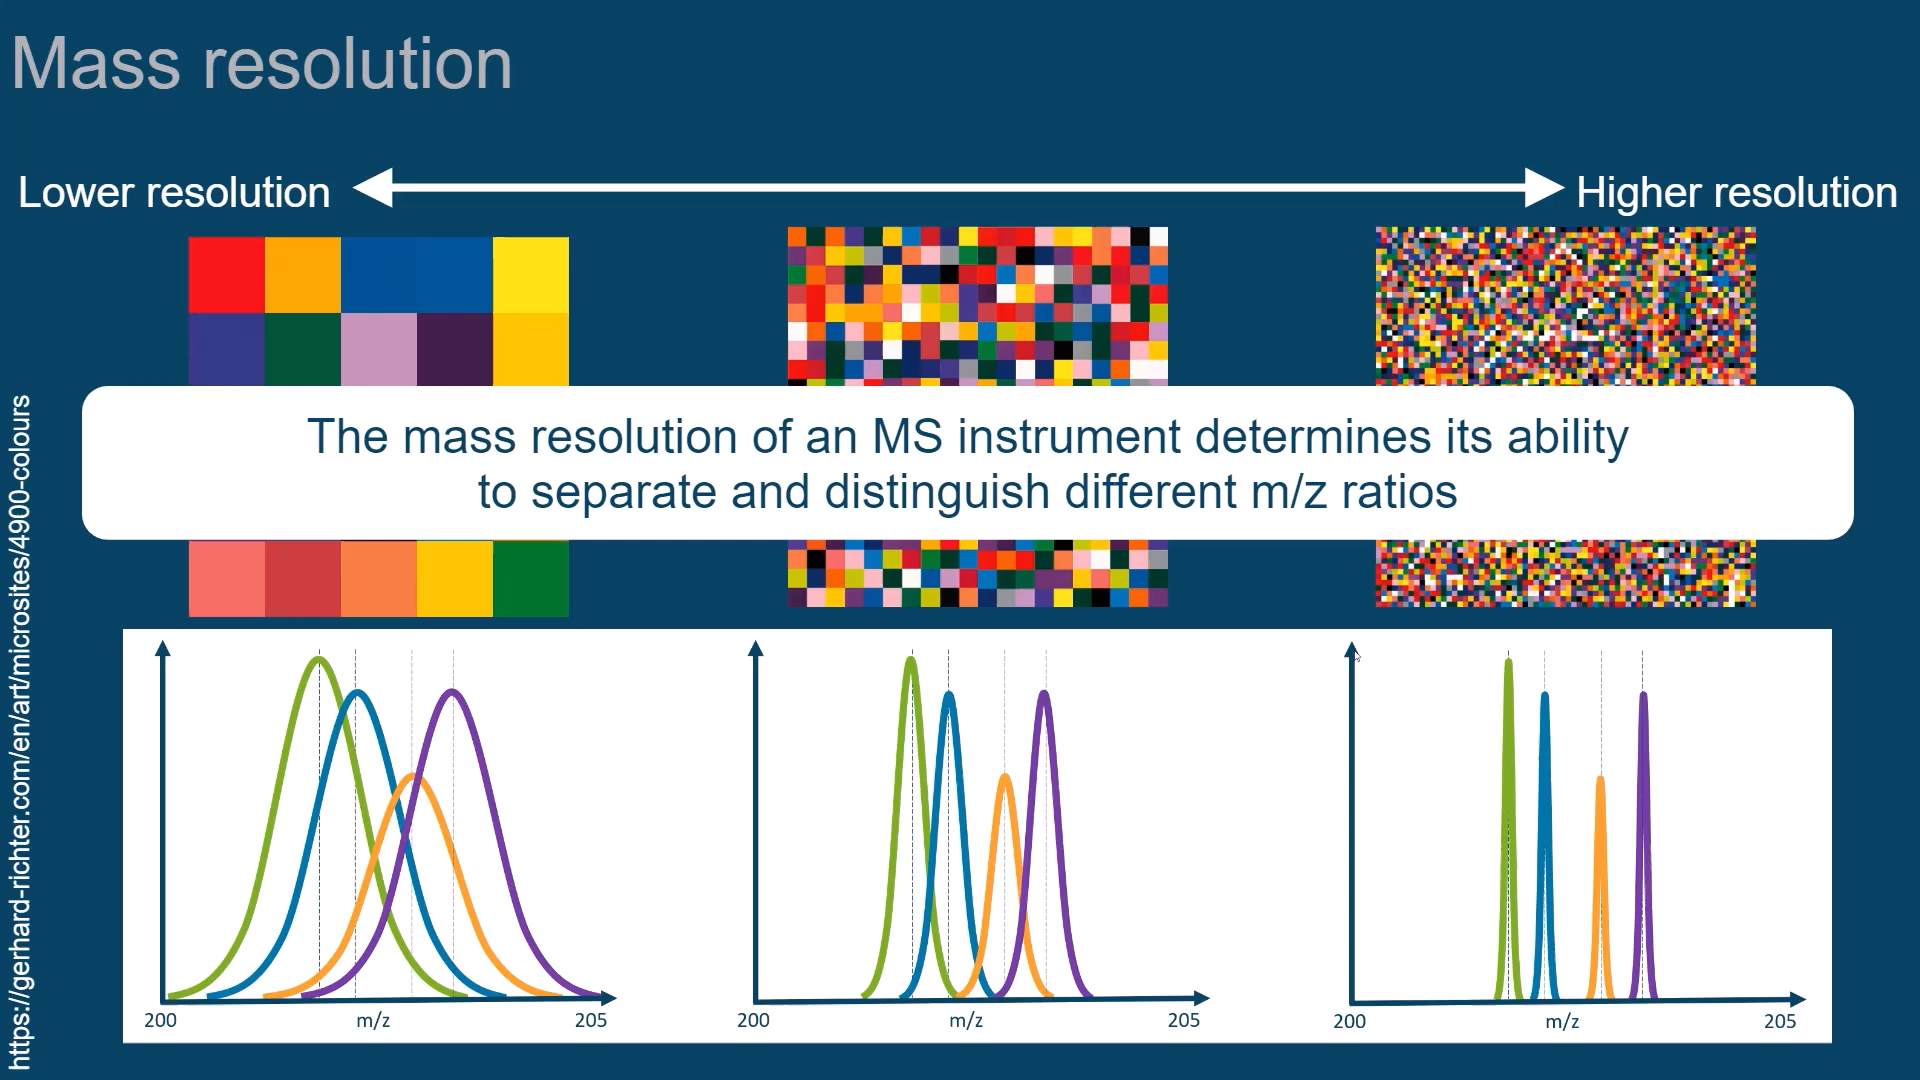 Mass resolution
Lower resolution
Higher resolution
The mass resolution of an MS instrument determines its ability
to separate and distinguish different m/z ratios
https://gerhard-richter.com/en/art/microsites/4900-colours
200 m/z 205
200 m/z 205
200 m/z 205